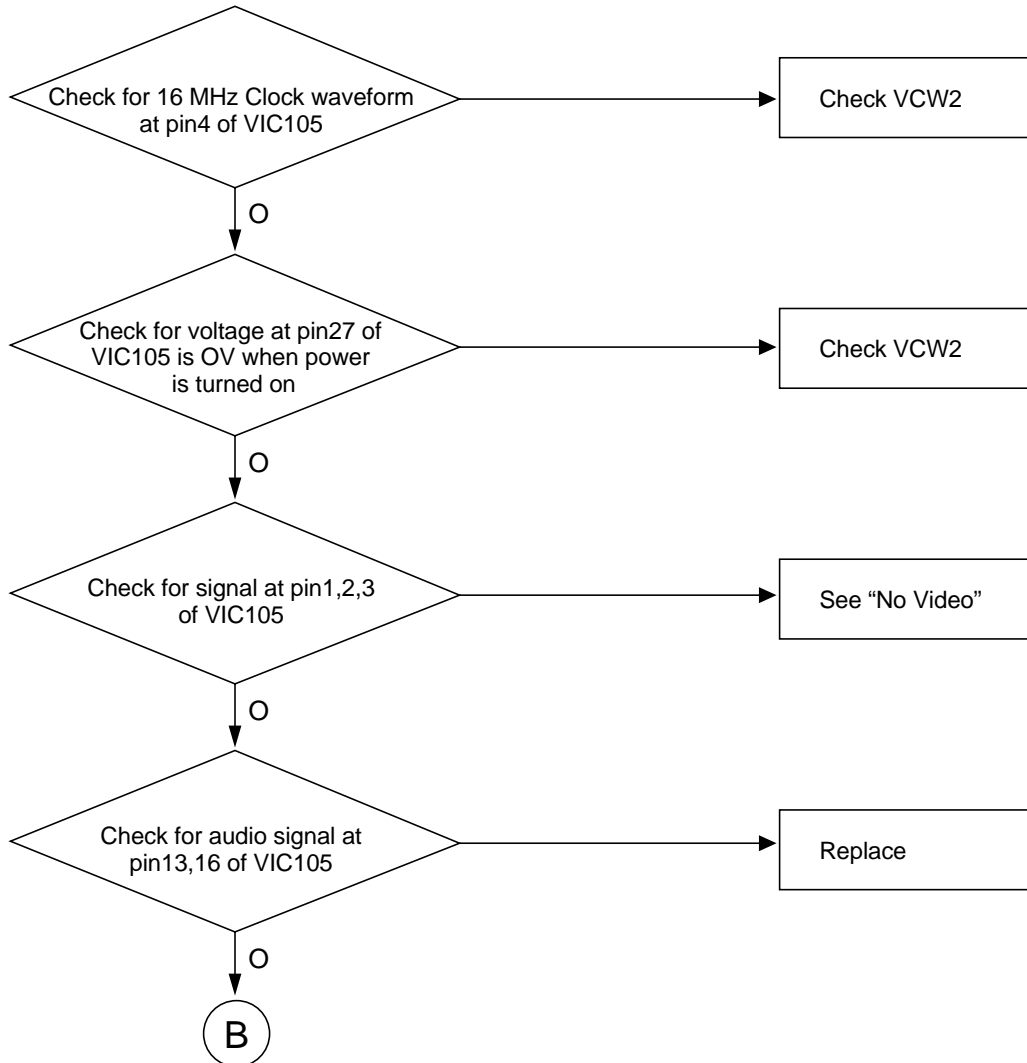 Check for 16 MHz Clock waveform
at pin4 of VIC105
Check VCW2
O
Check for voltage at pin27 of
VIC105 is OV when power
is turned on
Check VCW2
O
Check for signal at pin1,2,3
of VIC105
See “No Video”
O
Check for audio signal at
pin13,16 of VIC105
Replace
O
B